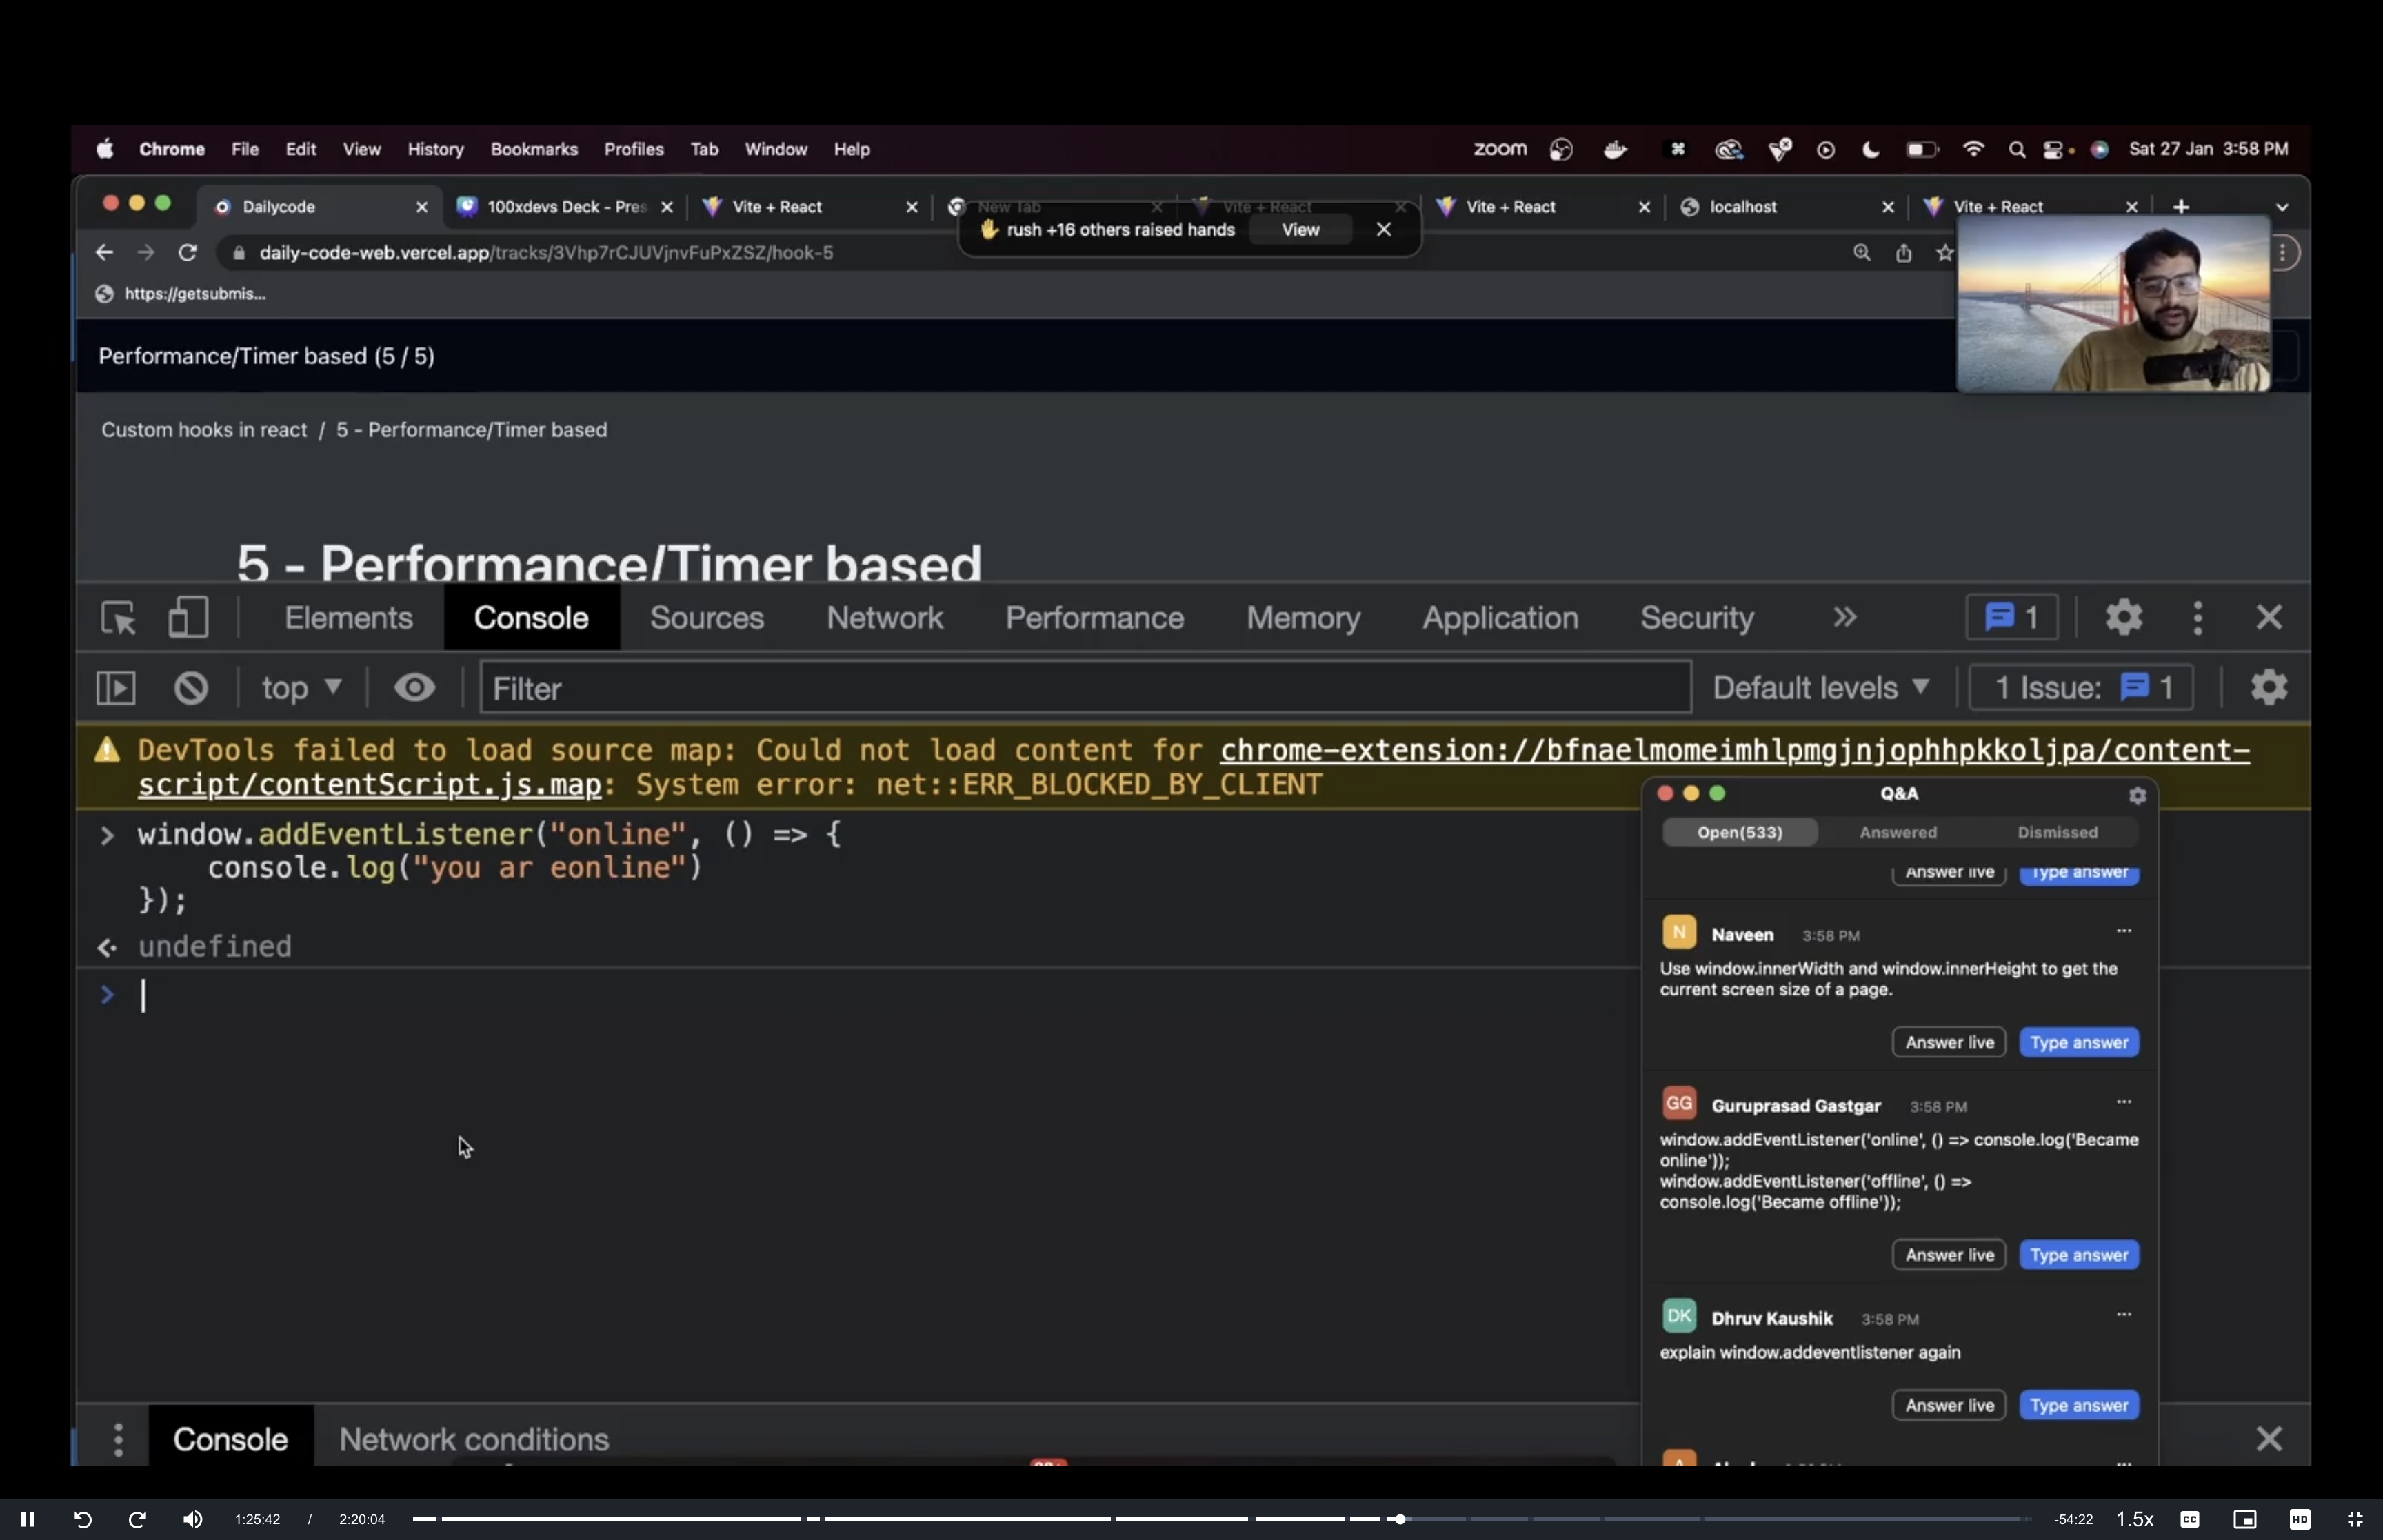 Chrome File Edit View History Bookmarks Profiles Tab Window Help
zoom Sat 27 Jan 3:58 PM
Dailycode 100xdevs Deck - Pres Vite + React New Tab Vite + React Vite + React localhost Vite + React
rush +16 others raised hands View
daily-code-web.vercel.app/tracks/3Vhp7rCJUVjnvFuPxZSZ/hook-5
https://getsubmis...
Performance/Timer based (5 / 5)
Custom hooks in react / 5 - Performance/Timer based
5 - Performance/Timer based
Elements Console Sources Network Performance Memory Application Security 1
top Filter Default levels 1 Issue: 1
DevTools failed to load source map: Could not load content for chrome-extension://bfnaelmomeimhlpmgjnjophhpkkoljpa/content-
script/contentScript.js.map: System error: net::ERR_BLOCKED_BY_CLIENT
window.addEventListener("online", () => {
console.log("you ar eonline")
});
undefined
Q&A
Open(533) Answered Dismissed
Answer live Type answer
N Naveen 3:58 PM ...
Use window.innerWidth and window.innerHeight to get the
current screen size of a page.
Answer live Type answer
GG Guruprasad Gastgar 3:58 PM ...
window.addEventListener('online', () => console.log('Became
online'));
window.addEventListener('offline', () =>
console.log('Became offline'));
Answer live Type answer
DK Dhruv Kaushik 3:58 PM ...
explain window.addeventlistener again
Answer live Type answer
Console Network conditions
1:25:42 / 2:20:04 -54:22 1.5x CC HD